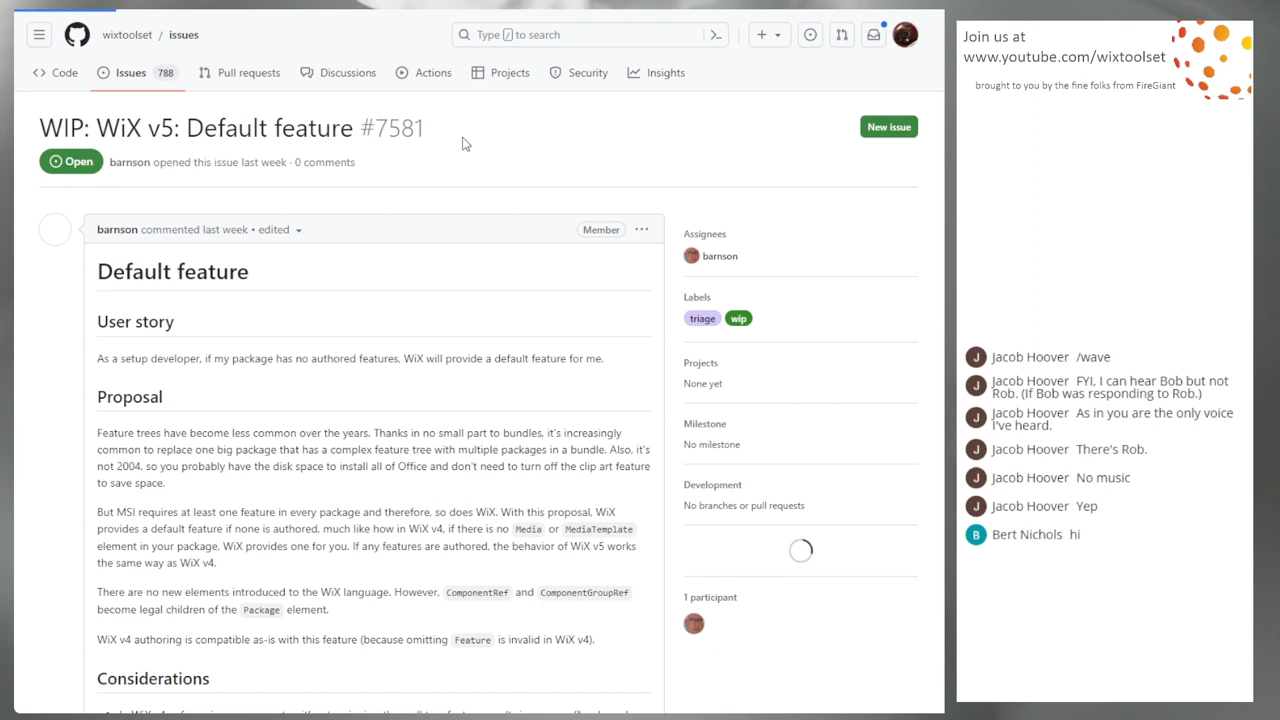 wixtoolset / issues
Type / to search
Code
Issues 788
Pull requests
Discussions
Actions
Projects
Security
Insights
WIP: WiX v5: Default feature #7581
New issue
Open
barnson opened this issue last week · 0 comments
barnson commented last week • edited
Member
Default feature
User story
As a setup developer, if my package has no authored features, WiX will provide a default feature for me.
Proposal
Feature trees have become less common over the years. Thanks in no small part to bundles, it's increasingly
common to replace one big package that has a complex feature tree with multiple packages in a bundle. Also, it's
not 2004, so you probably have the disk space to install all of Office and don't need to turn off the clip art feature
to save space.
But MSI requires at least one feature in every package and therefore, so does WiX. With this proposal, WiX
provides a default feature if none is authored, much like how in WiX v4, if there is no Media or MediaTemplate
element in your package, WiX provides one for you. If any features are authored, the behavior of WiX v5 works
the same way as WiX v4.
There are no new elements introduced to the WiX language. However, ComponentRef and ComponentGroupRef
become legal children of the Package element.
WiX v4 authoring is compatible as-is with this feature (because omitting Feature is invalid in WiX v4).
Considerations
Assignees
barnson
Labels
triage wip
Projects
None yet
Milestone
No milestone
Development
No branches or pull requests
1 participant
Join us at
www.youtube.com/wixtoolset
brought to you by the fine folks from FireGiant
J Jacob Hoover /wave
J Jacob Hoover FYI, I can hear Bob but not
Rob. (If Bob was responding to Rob.)
J Jacob Hoover As in you are the only voice
I've heard.
J Jacob Hoover There's Rob.
J Jacob Hoover No music
J Jacob Hoover Yep
B Bert Nichols hi